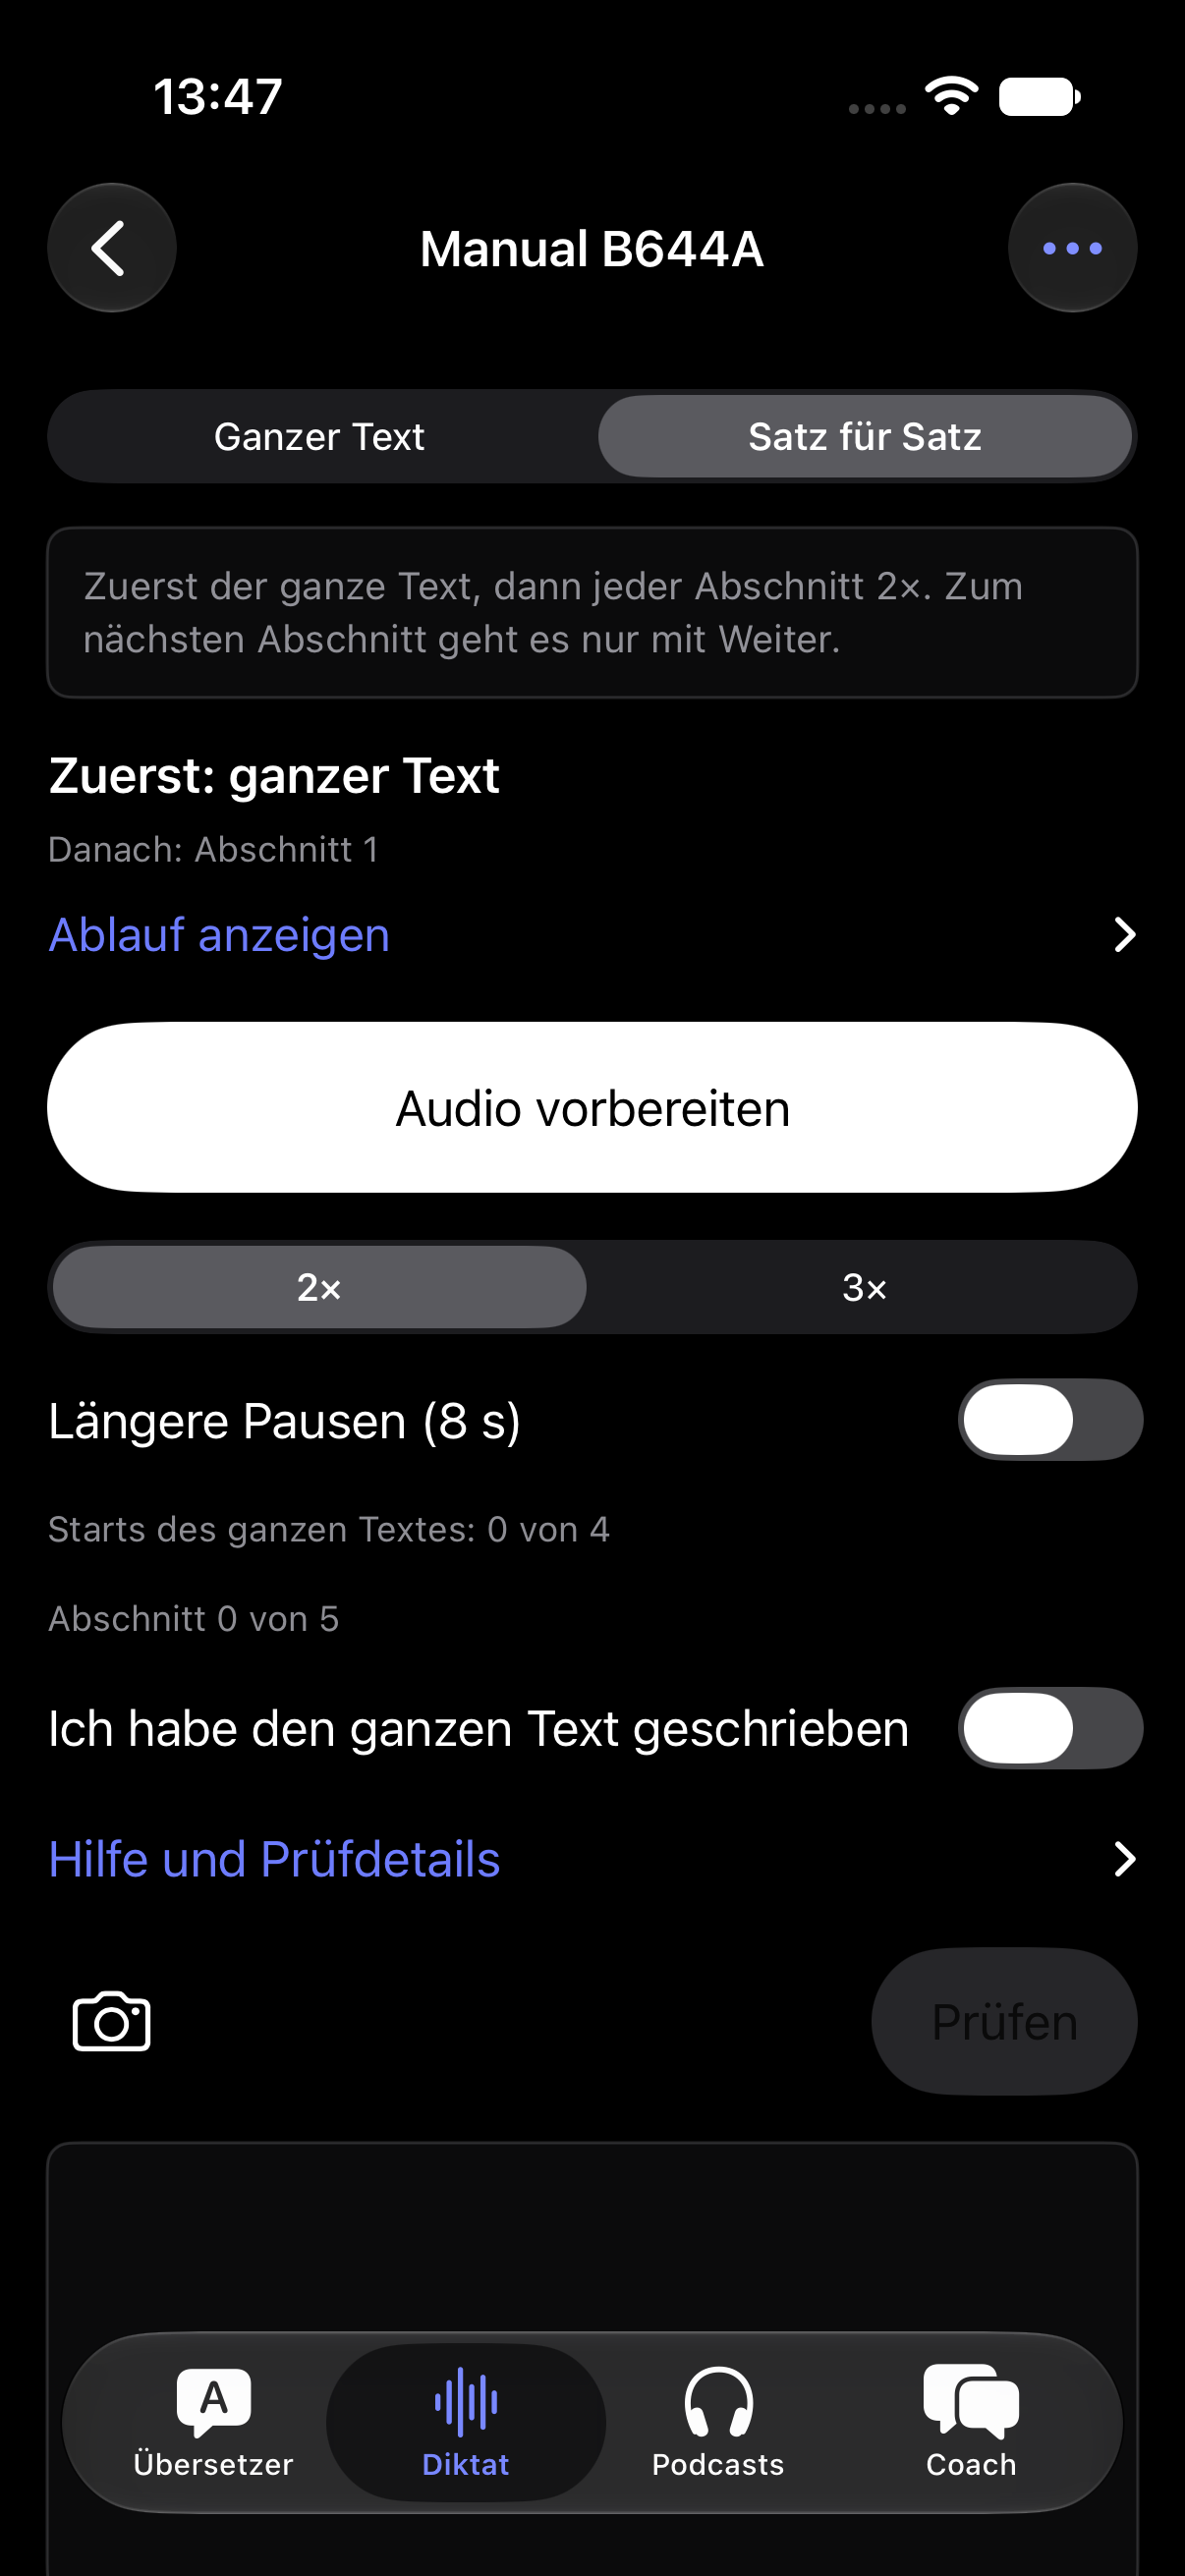 13:47
Manual B644A
Ganzer Text
Satz für Satz
Zuerst der ganze Text, dann jeder Abschnitt 2×. Zum
nächsten Abschnitt geht es nur mit Weiter.
Zuerst: ganzer Text
Danach: Abschnitt 1
Ablauf anzeigen
Audio vorbereiten
2×
3×
Längere Pausen (8 s)
Starts des ganzen Textes: 0 von 4
Abschnitt 0 von 5
Ich habe den ganzen Text geschrieben
Hilfe und Prüfdetails
Prüfen
A
Übersetzer
Diktat
Podcasts
Coach